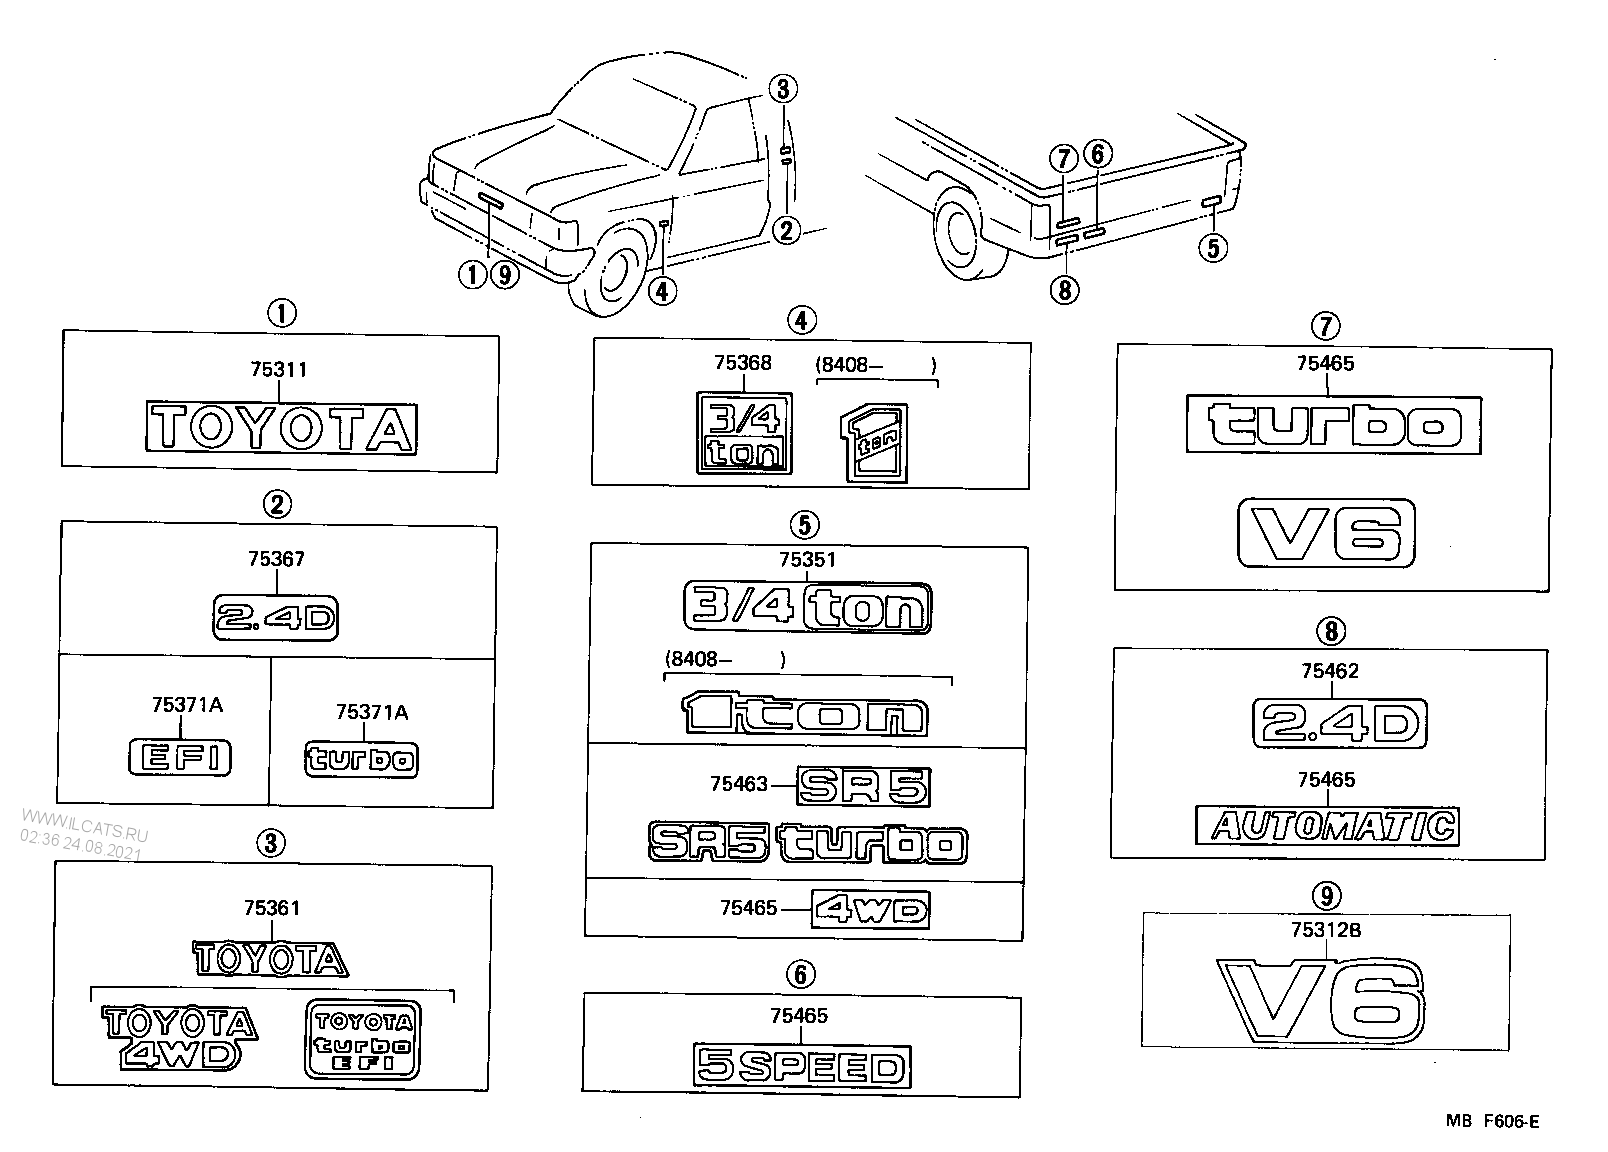 3
7
6
2
5
1 9
4
8
1
75311
TOYOTA
2
75367
2.4D
75371A
EFI
75371A
turbo
WWW.ILCATS.RU
02:36 24.08.2021
3
75361
TOYOTA
TOYOTA
4WD
TOYOTA
turbo
EFI
4
75368
(8408– )
3/4
ton
1
ton
5
75351
3/4 ton
(8408– )
1ton
75463
SR5
SR5 turbo
75465
4WD
6
75465
5 SPEED
7
75465
turbo
V6
8
75462
2.4D
75465
AUTOMATIC
9
75312B
V6
MB F606-E